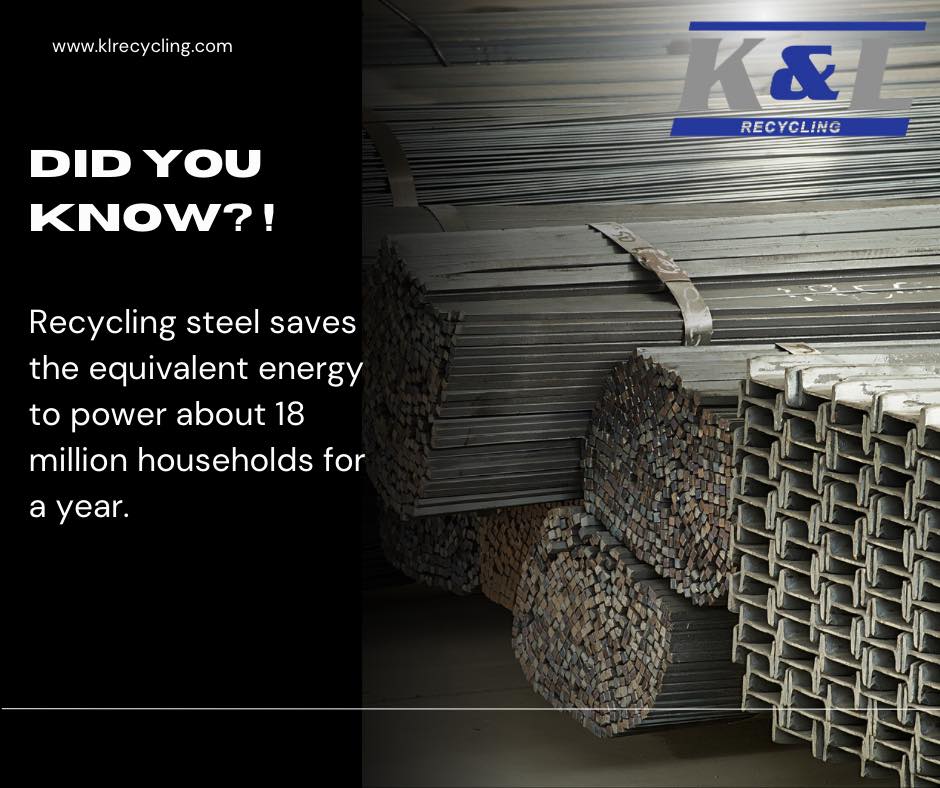 www.klrecycling.com
K&L
RECYCLING
DID YOU
KNOW?!
Recycling steel saves
the equivalent energy
to power about 18
million households for
a year.